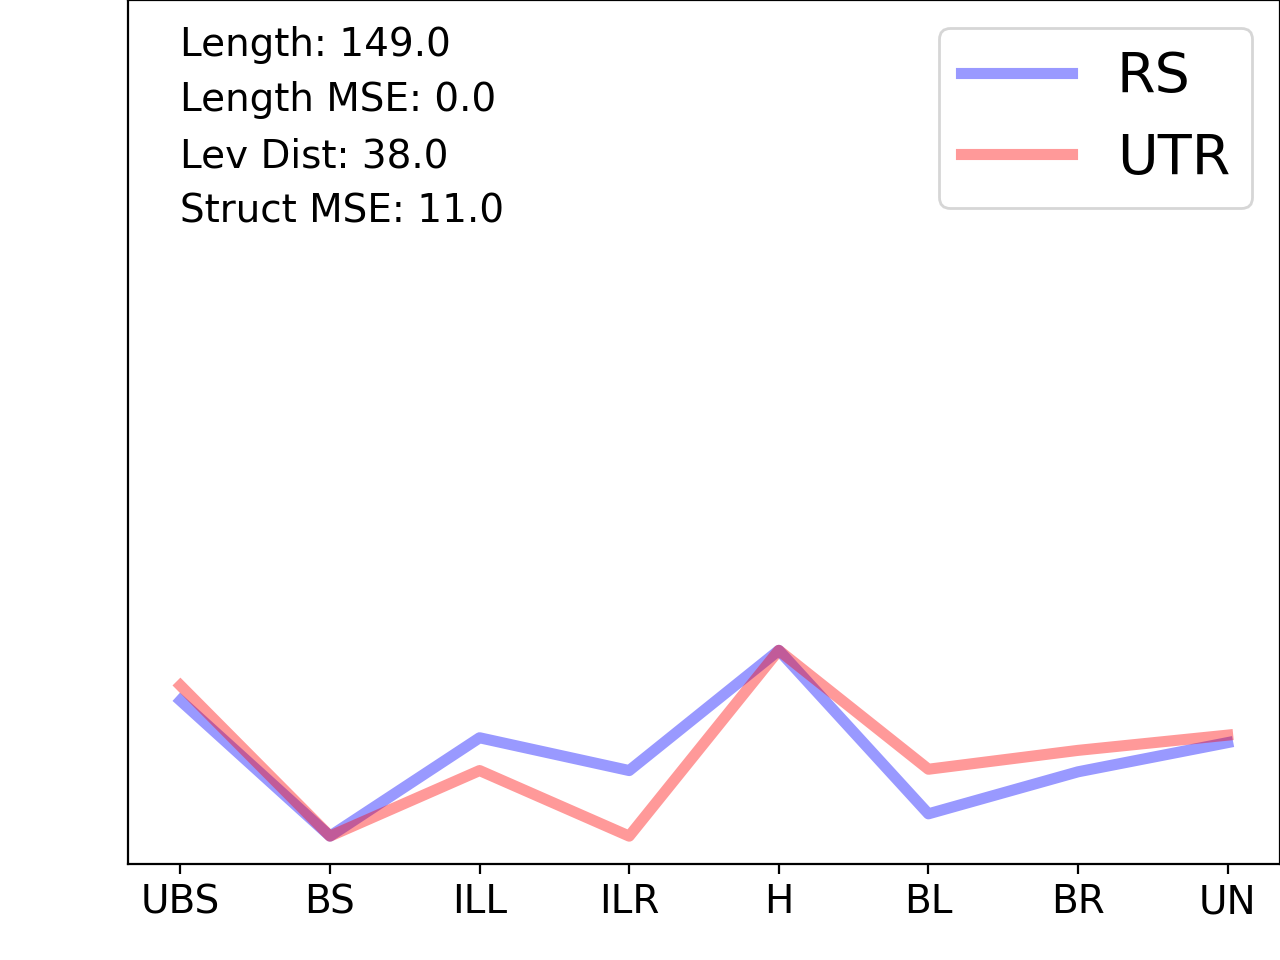 Length: 149.0
Length MSE: 0.0
Lev Dist: 38.0
Struct MSE: 11.0
RS
UTR
UBS BS ILL ILR H BL BR UN